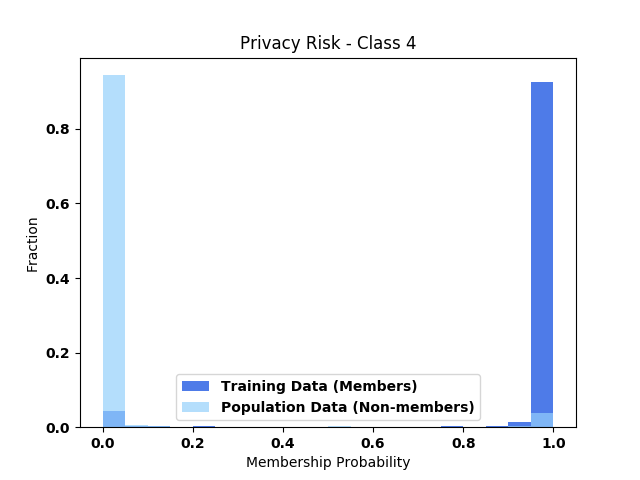 Privacy Risk - Class 4
Fraction
0.8
0.6
0.4
0.2
0.0
Training Data (Members)
Population Data (Non-members)
0.0 0.2 0.4 0.6 0.8 1.0
Membership Probability